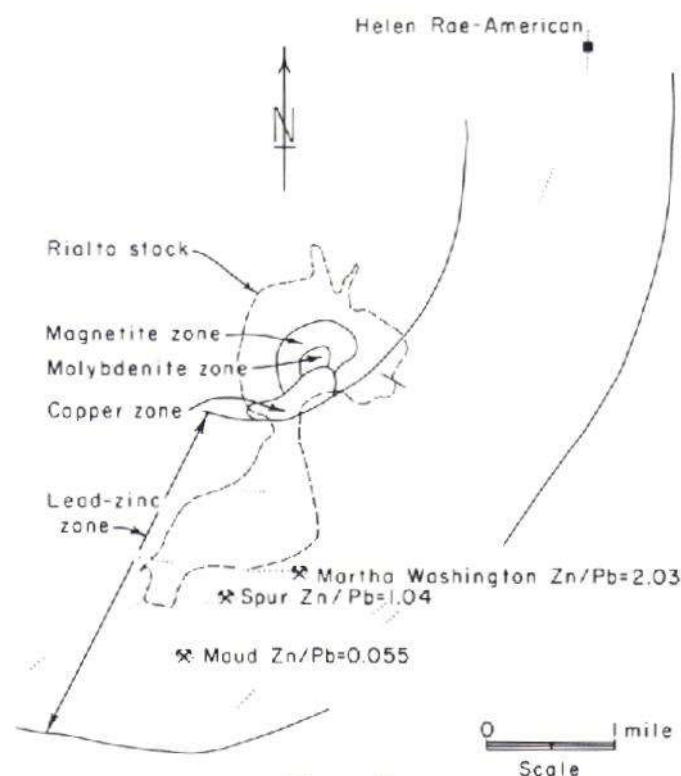 Helen Rae-American
N
Rialto stock
Magnetite zone
Molybdenite zone
Copper zone
Lead-zinc
zone
Martha Washington Zn/Pb=2.03
Spur Zn/Pb=1.04
Maud Zn/Pb=0.055
0 1 mile
Scale